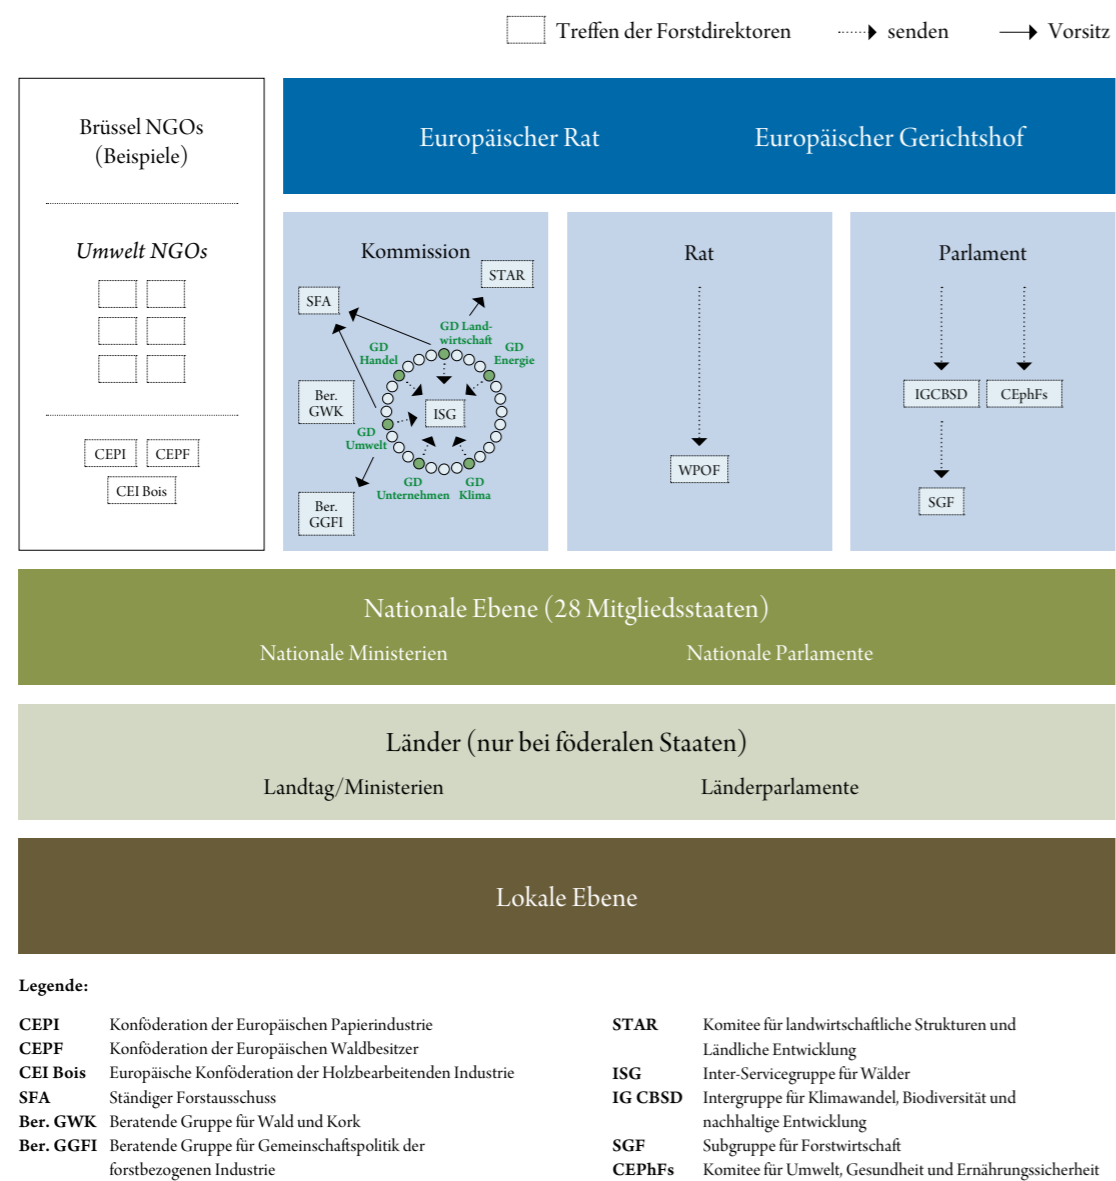 Treffen der Forstdirektoren
senden
Vorsitz
Brüssel NGOs
(Beispiele)
Umwelt NGOs
CEPI
CEPF
CEI Bois
Europäischer Rat
Europäischer Gerichtshof
Kommission
STAR
SFA
GD Land-
wirtschaft
GD
Handel
GD
Energie
Ber.
GWK
ISG
GD
Umwelt
GD
Unternehmen
GD
Klima
Ber.
GGFI
Rat
WPOF
Parlament
IGCBSD
CEphFs
SGF
Nationale Ebene (28 Mitgliedsstaaten)
Nationale Ministerien
Nationale Parlamente
Länder (nur bei föderalen Staaten)
Landtag/Ministerien
Länderparlamente
Lokale Ebene
Legende:
CEPI Konföderation der Europäischen Papierindustrie
CEPF Konföderation der Europäischen Waldbesitzer
CEI Bois Europäische Konföderation der Holzbearbeitenden Industrie
SFA Ständiger Forstausschuss
Ber. GWK Beratende Gruppe für Wald und Kork
Ber. GGFI Beratende Gruppe für Gemeinschaftspolitik der
forstbezogenen Industrie
STAR Komitee für landwirtschaftliche Strukturen und
Ländliche Entwicklung
ISG Inter-Servicegruppe für Wälder
IG CBSD Intergruppe für Klimawandel, Biodiversität und
nachhaltige Entwicklung
SGF Subgruppe für Forstwirtschaft
CEPhFs Komitee für Umwelt, Gesundheit und Ernährungssicherheit